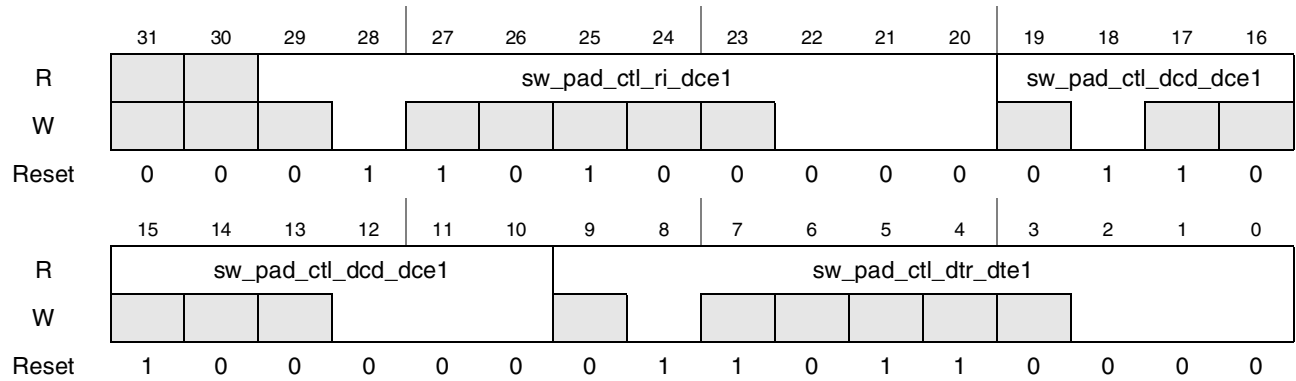 31 30 29 28 27 26 25 24 23 22 21 20 19 18 17 16
R sw_pad_ctl_ri_dce1 sw_pad_ctl_dcd_dce1
W
Reset 0 0 0 1 1 0 1 0 0 0 0 0 0 1 1 0
15 14 13 12 11 10 9 8 7 6 5 4 3 2 1 0
R sw_pad_ctl_dcd_dce1 sw_pad_ctl_dtr_dte1
W
Reset 1 0 0 0 0 0 0 1 1 0 1 1 0 0 0 0